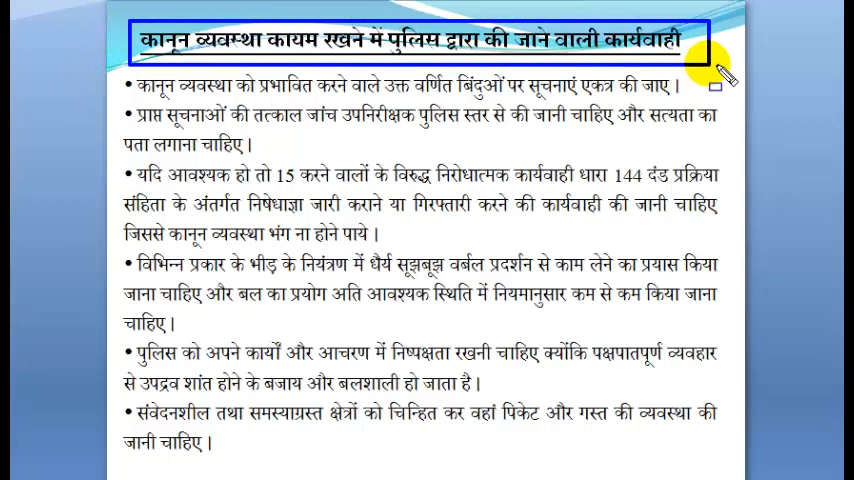 कानून व्यवस्था कायम रखने में पुलिस द्वारा की जाने वाली कार्यवाही
• कानून व्यवस्था को प्रभावित करने वाले उक्त वर्णित बिंदुओं पर सूचनाएं एकत्र की जाए।
• प्राप्त सूचनाओं की तत्काल जांच उपनिरीक्षक पुलिस स्तर से की जानी चाहिए और सत्यता का
पता लगाना चाहिए।
• यदि आवश्यक हो तो 15 करने वालों के विरुद्ध निरोधात्मक कार्यवाही धारा 144 दंड प्रक्रिया
संहिता के अंतर्गत निषेधाज्ञा जारी कराने या गिरफ्तारी करने की कार्यवाही की जानी चाहिए
जिससे कानून व्यवस्था भंग ना होने पाये।
• विभिन्न प्रकार के भीड़ के नियंत्रण में धैर्य सूझबूझ वर्बल प्रदर्शन से काम लेने का प्रयास किया
जाना चाहिए और बल का प्रयोग अति आवश्यक स्थिति में नियमानुसार कम से कम किया जाना
चाहिए।
• पुलिस को अपने कार्यों और आचरण में निष्पक्षता रखनी चाहिए क्योंकि पक्षपातपूर्ण व्यवहार
से उपद्रव शांत होने के बजाय और बलशाली हो जाता है।
• संवेदनशील तथा समस्याग्रस्त क्षेत्रों को चिन्हित कर वहां पिकेट और गस्त की व्यवस्था की
जानी चाहिए।